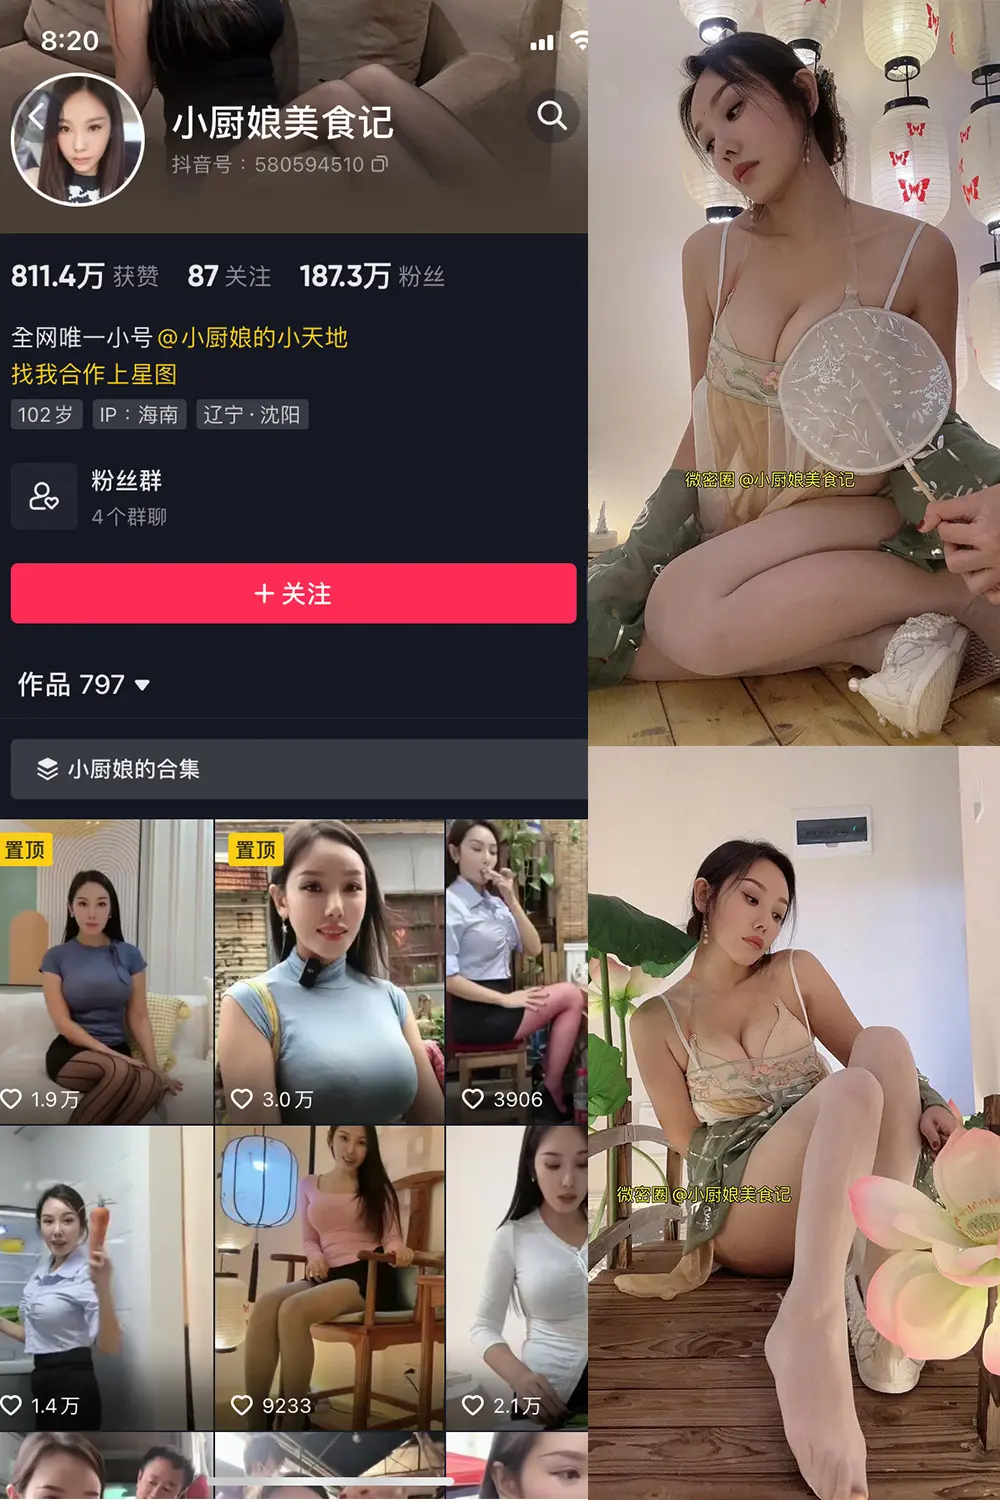 8:20
小厨娘美食记
抖音号：580594510
811.4万 获赞 87 关注 187.3万 粉丝
全网唯一小号@小厨娘的小天地
找我合作上星图
102岁 IP：海南 辽宁·沈阳
粉丝群
4个群聊
+ 关注
作品 797
小厨娘的合集
置顶
置顶
1.9万
3.0万
3906
1.4万
9233
2.1万
微密圈@小厨娘美食记
微密圈@小厨娘美食记